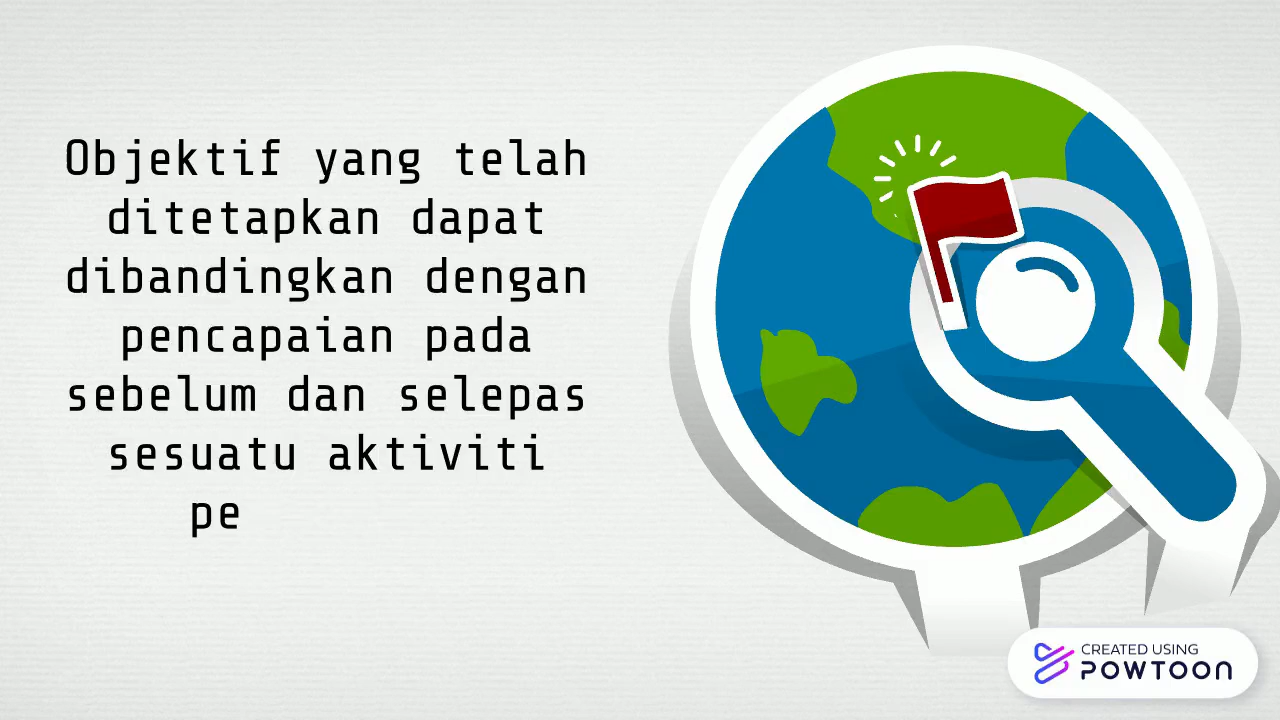 Objektif yang telah
ditetapkan dapat
dibandingkan dengan
pencapaian pada
sebelum dan selepas
sesuatu aktiviti
pe
CREATED USING
POWTOON